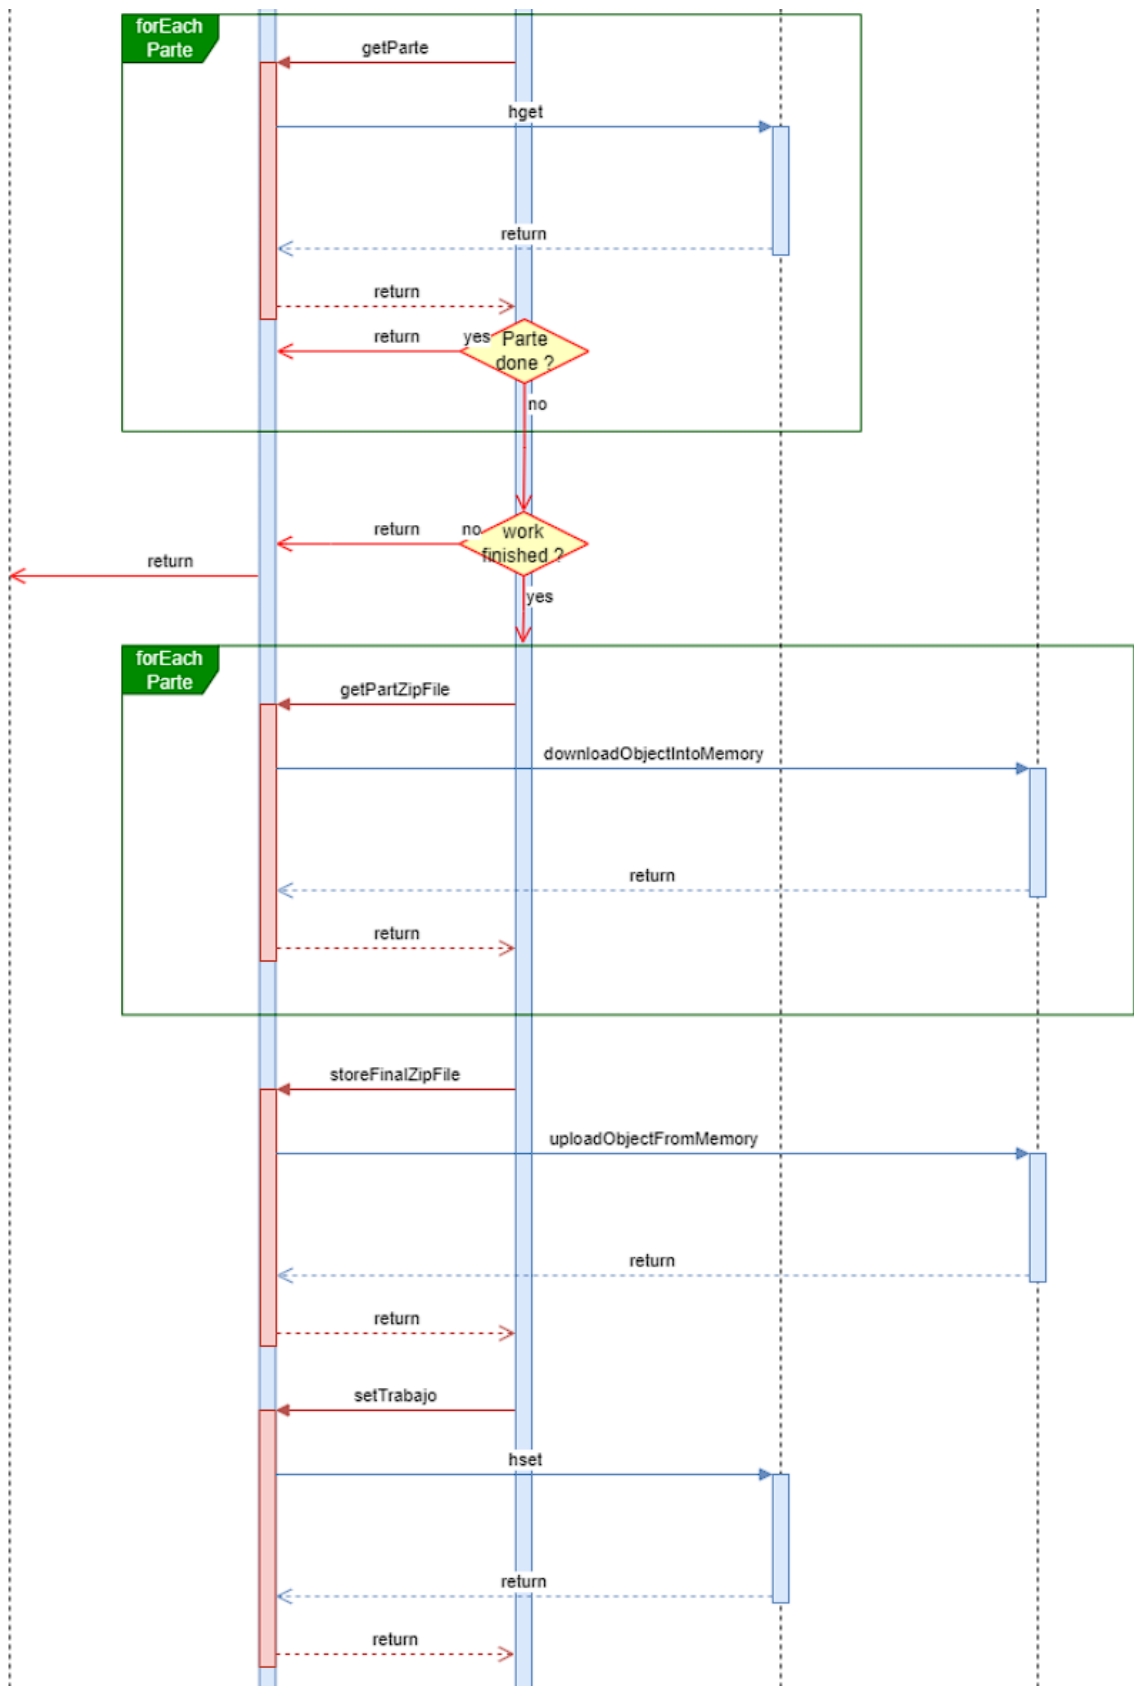 forEach
Parte
getParte
hget
return
return
return
yes
Parte
done ?
no
return
no
work
finished ?
return
yes
forEach
Parte
getPartZipFile
downloadObjectIntoMemory
return
return
storeFinalZipFile
uploadObjectFromMemory
return
return
setTrabajo
hset
return
return